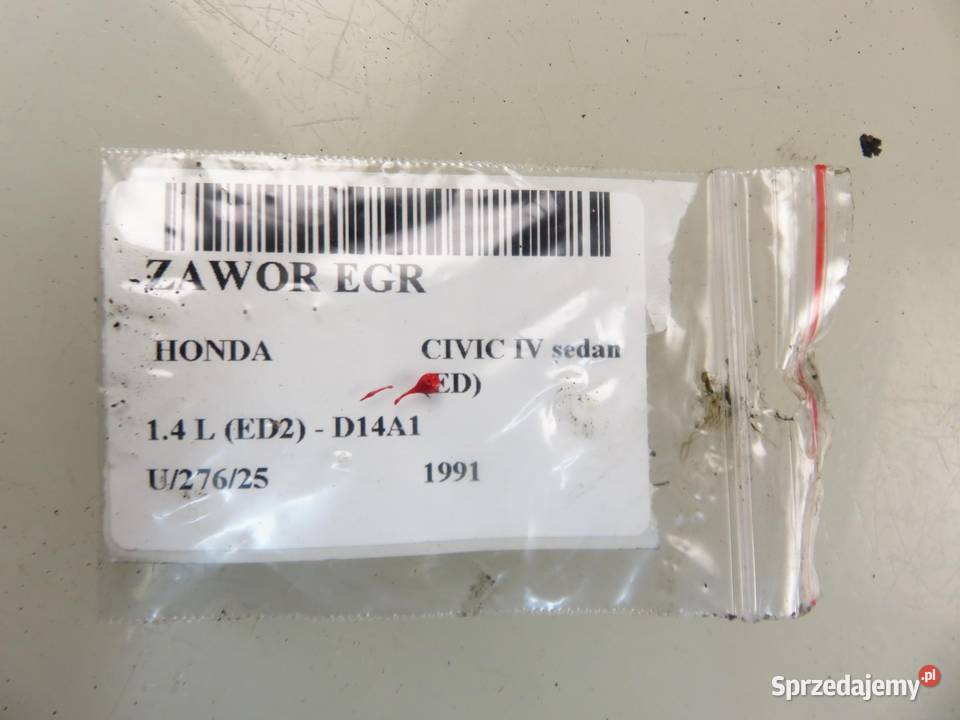 ZAWOR EGR
HONDA CIVIC IV sedan
ED)
1.4 L (ED2) - D14A1
U/276/25 1991
Sprzedajemy.pl